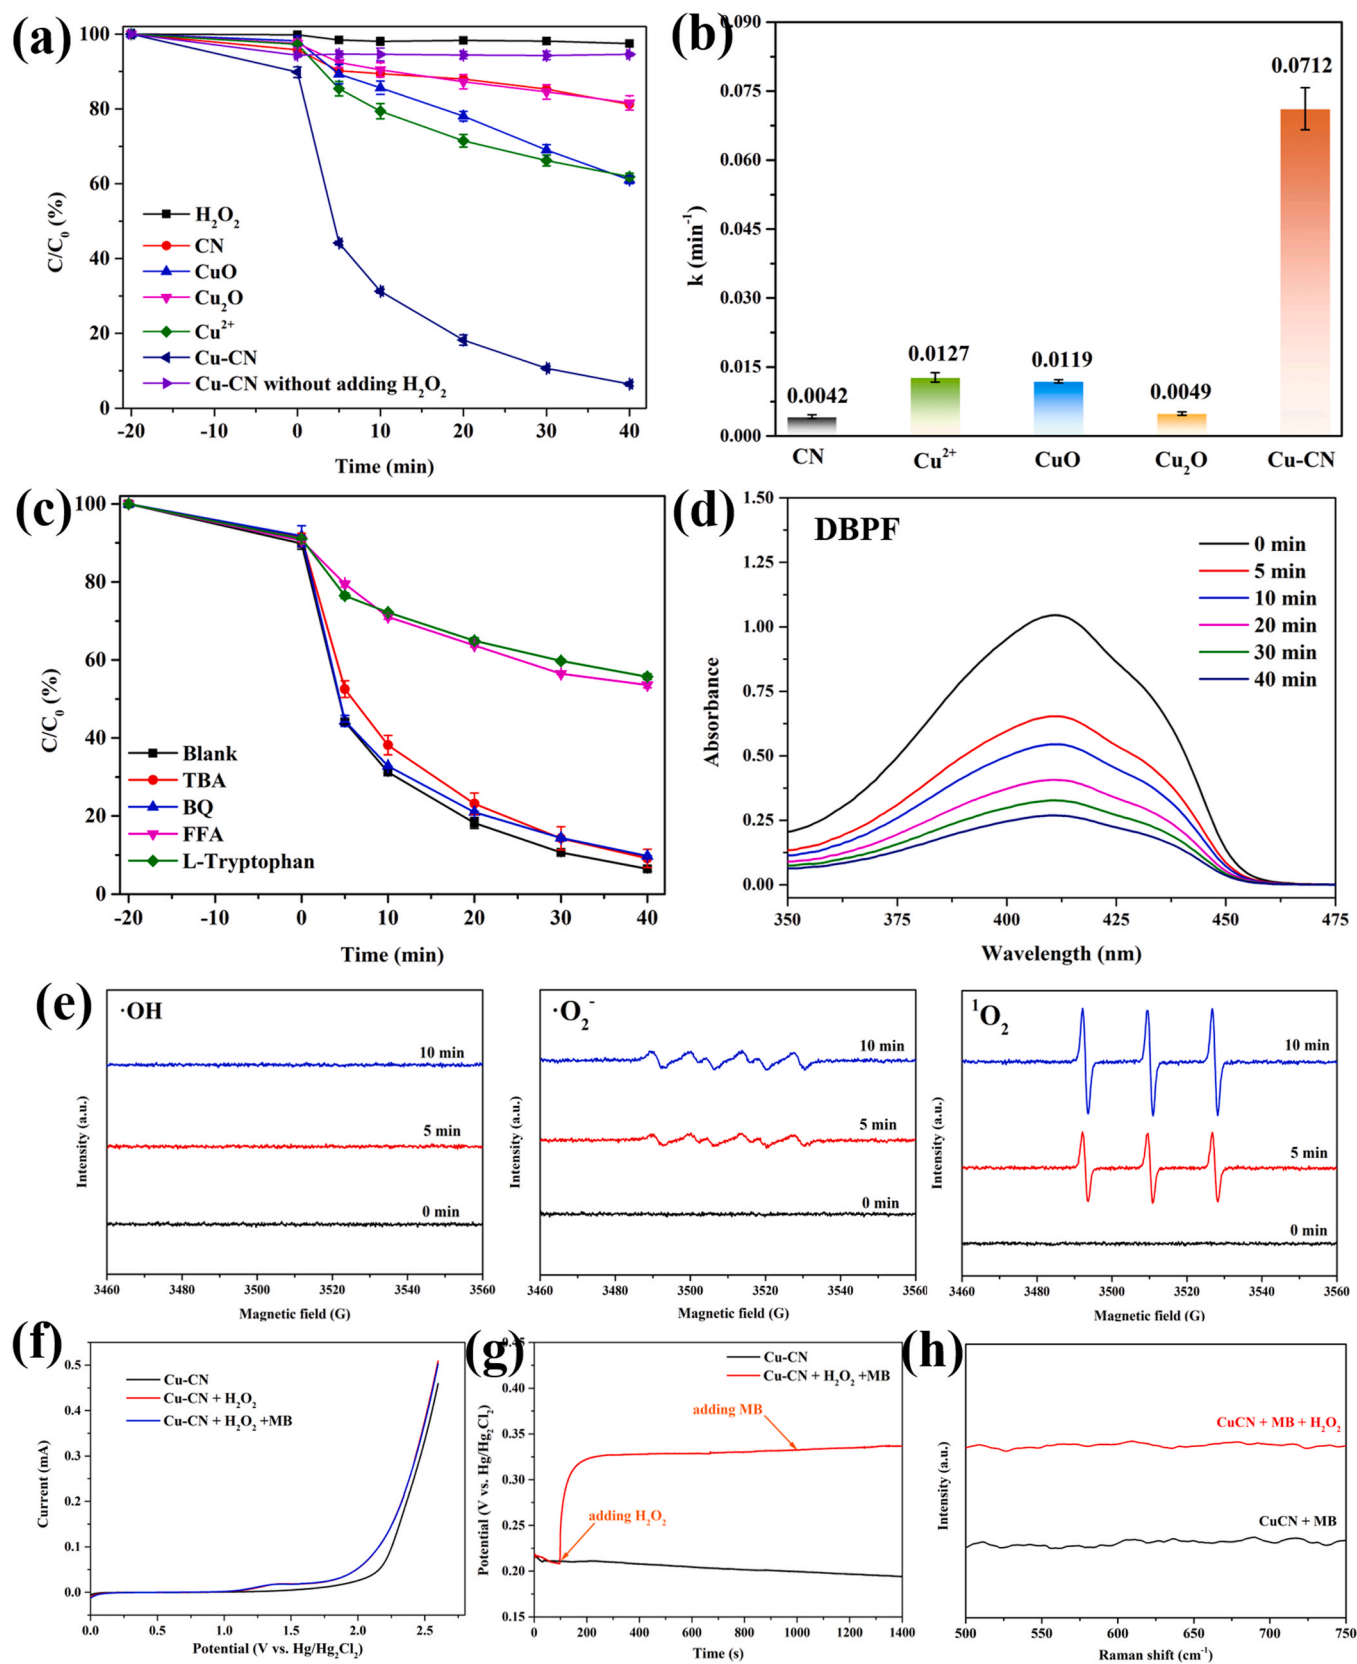 (a)
100
80
60
40
20
0
C/C0 (%)
H2O2
CN
CuO
Cu2O
Cu2+
Cu-CN
Cu-CN without adding H2O2
-20 -10 0 10 20 30 40
Time (min)
(b)
0.090
0.075
0.060
0.045
0.030
0.015
0.000
k (min-1)
0.0042
0.0127
0.0119
0.0049
0.0712
CN Cu2+ CuO Cu2O Cu-CN
(c)
100
80
60
40
20
0
C/C0 (%)
Blank
TBA
BQ
FFA
L-Tryptophan
-20 -10 0 10 20 30 40
Time (min)
(d)
DBPF
1.50
1.25
1.00
0.75
0.50
0.25
0.00
Absorbance
0 min
5 min
10 min
20 min
30 min
40 min
350 375 400 425 450 475
Wavelength (nm)
(e)
·OH
10 min
5 min
0 min
Intensity (a.u.)
3460 3480 3500 3520 3540 3560
Magnetic field (G)
·O2-
10 min
5 min
0 min
Intensity (a.u.)
3460 3480 3500 3520 3540 3560
Magnetic field (G)
1O2
10 min
5 min
0 min
Intensity (a.u.)
3460 3480 3500 3520 3540 3560
Magnetic field (G)
(f)
0.5
0.4
0.3
0.2
0.1
0.0
Current (mA)
Cu-CN
Cu-CN + H2O2
Cu-CN + H2O2 +MB
0.0 0.5 1.0 1.5 2.0 2.5
Potential (V vs. Hg/Hg2Cl2)
(g)
0.45
0.40
0.35
0.30
0.25
0.20
0.15
Potential (V vs. Hg/Hg2Cl2)
Cu-CN
Cu-CN + H2O2 +MB
adding MB
adding H2O2
0 200 400 600 800 1000 1200 1400
Time (s)
(h)
Intensity (a.u.)
CuCN + MB + H2O2
CuCN + MB
500 550 600 650 700 750
Raman shift (cm-1)